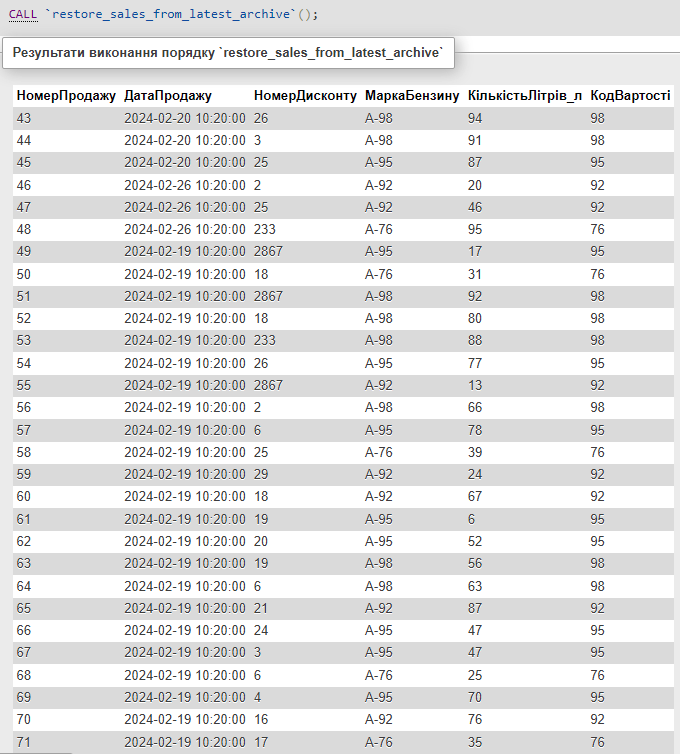 CALL `restore_sales_from_latest_archive`();
Результати виконання порядку `restore_sales_from_latest_archive`
НомерПродажу ДатаПродажу НомерДисконту МаркаБензину КількістьЛітрів_л КодВартості
43 2024-02-20 10:20:00 26 А-98 94 98
44 2024-02-20 10:20:00 3 А-98 91 98
45 2024-02-20 10:20:00 25 А-95 87 95
46 2024-02-26 10:20:00 2 А-92 20 92
47 2024-02-26 10:20:00 25 А-92 46 92
48 2024-02-26 10:20:00 233 А-76 95 76
49 2024-02-19 10:20:00 2867 А-95 17 95
50 2024-02-19 10:20:00 18 А-76 31 76
51 2024-02-19 10:20:00 2867 А-98 92 98
52 2024-02-19 10:20:00 18 А-98 80 98
53 2024-02-19 10:20:00 233 А-98 88 98
54 2024-02-19 10:20:00 26 А-95 77 95
55 2024-02-19 10:20:00 2867 А-92 13 92
56 2024-02-19 10:20:00 2 А-98 66 98
57 2024-02-19 10:20:00 6 А-95 78 95
58 2024-02-19 10:20:00 25 А-76 39 76
59 2024-02-19 10:20:00 29 А-92 24 92
60 2024-02-19 10:20:00 18 А-92 67 92
61 2024-02-19 10:20:00 19 А-95 6 95
62 2024-02-19 10:20:00 20 А-95 52 95
63 2024-02-19 10:20:00 19 А-98 56 98
64 2024-02-19 10:20:00 6 А-98 63 98
65 2024-02-19 10:20:00 21 А-92 87 92
66 2024-02-19 10:20:00 24 А-95 47 95
67 2024-02-19 10:20:00 3 А-95 47 95
68 2024-02-19 10:20:00 6 А-76 25 76
69 2024-02-19 10:20:00 4 А-95 70 95
70 2024-02-19 10:20:00 16 А-92 76 92
71 2024-02-19 10:20:00 17 А-76 35 76